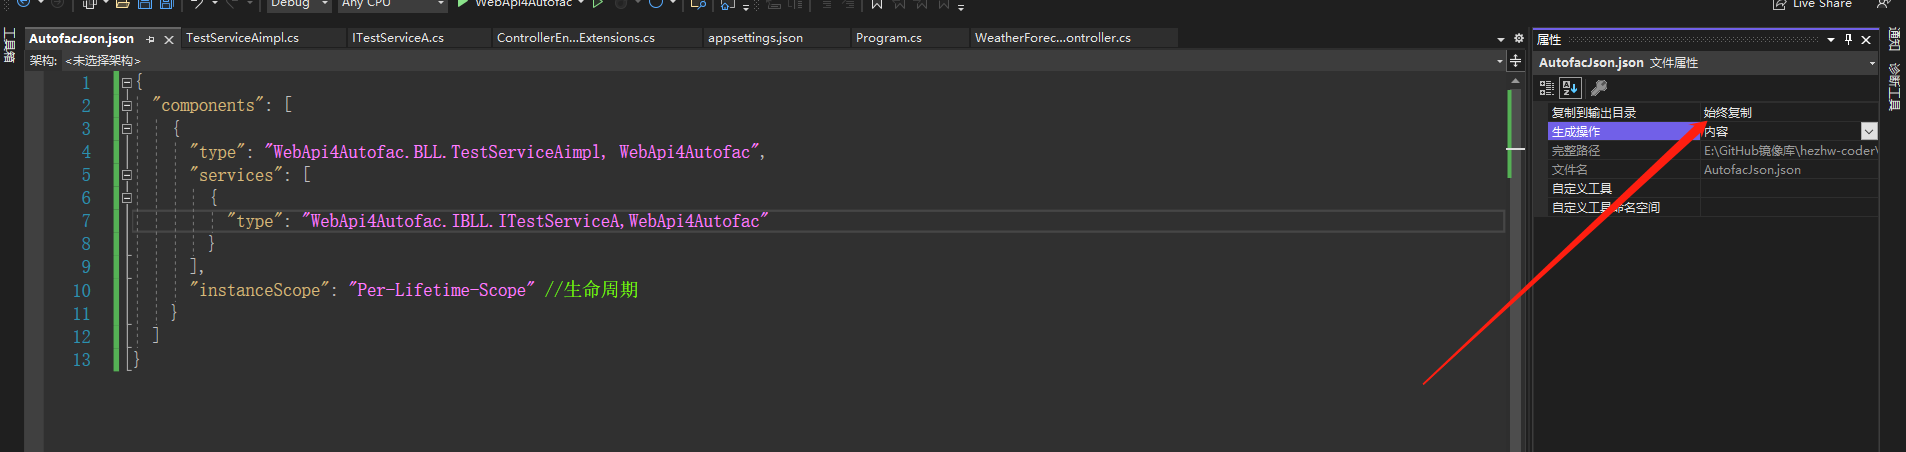 Debug Any CPU WebApi4Autofac Live Share
AutofacJson.json TestServiceAimpl.cs ITestServiceA.cs ControllerEn...Extensions.cs appsettings.json Program.cs WeatherForec...ontroller.cs
架构: <未选择架构>
工具箱
1 {
2 "components": [
3 {
4 "type": "WebApi4Autofac.BLL.TestServiceAimpl, WebApi4Autofac",
5 "services": [
6 {
7 "type": "WebApi4Autofac.IBLL.ITestServiceA,WebApi4Autofac"
8 }
9 ],
10 "instanceScope": "Per-Lifetime-Scope" //生命周期
11 }
12 ]
13 }
属性
AutofacJson.json 文件属性
复制到输出目录 始终复制
生成操作 内容
完整路径 E:\GitHub镜像库\hezhw-coder\
文件名 AutofacJson.json
自定义工具
自定义工具命名空间
通知
诊断工具